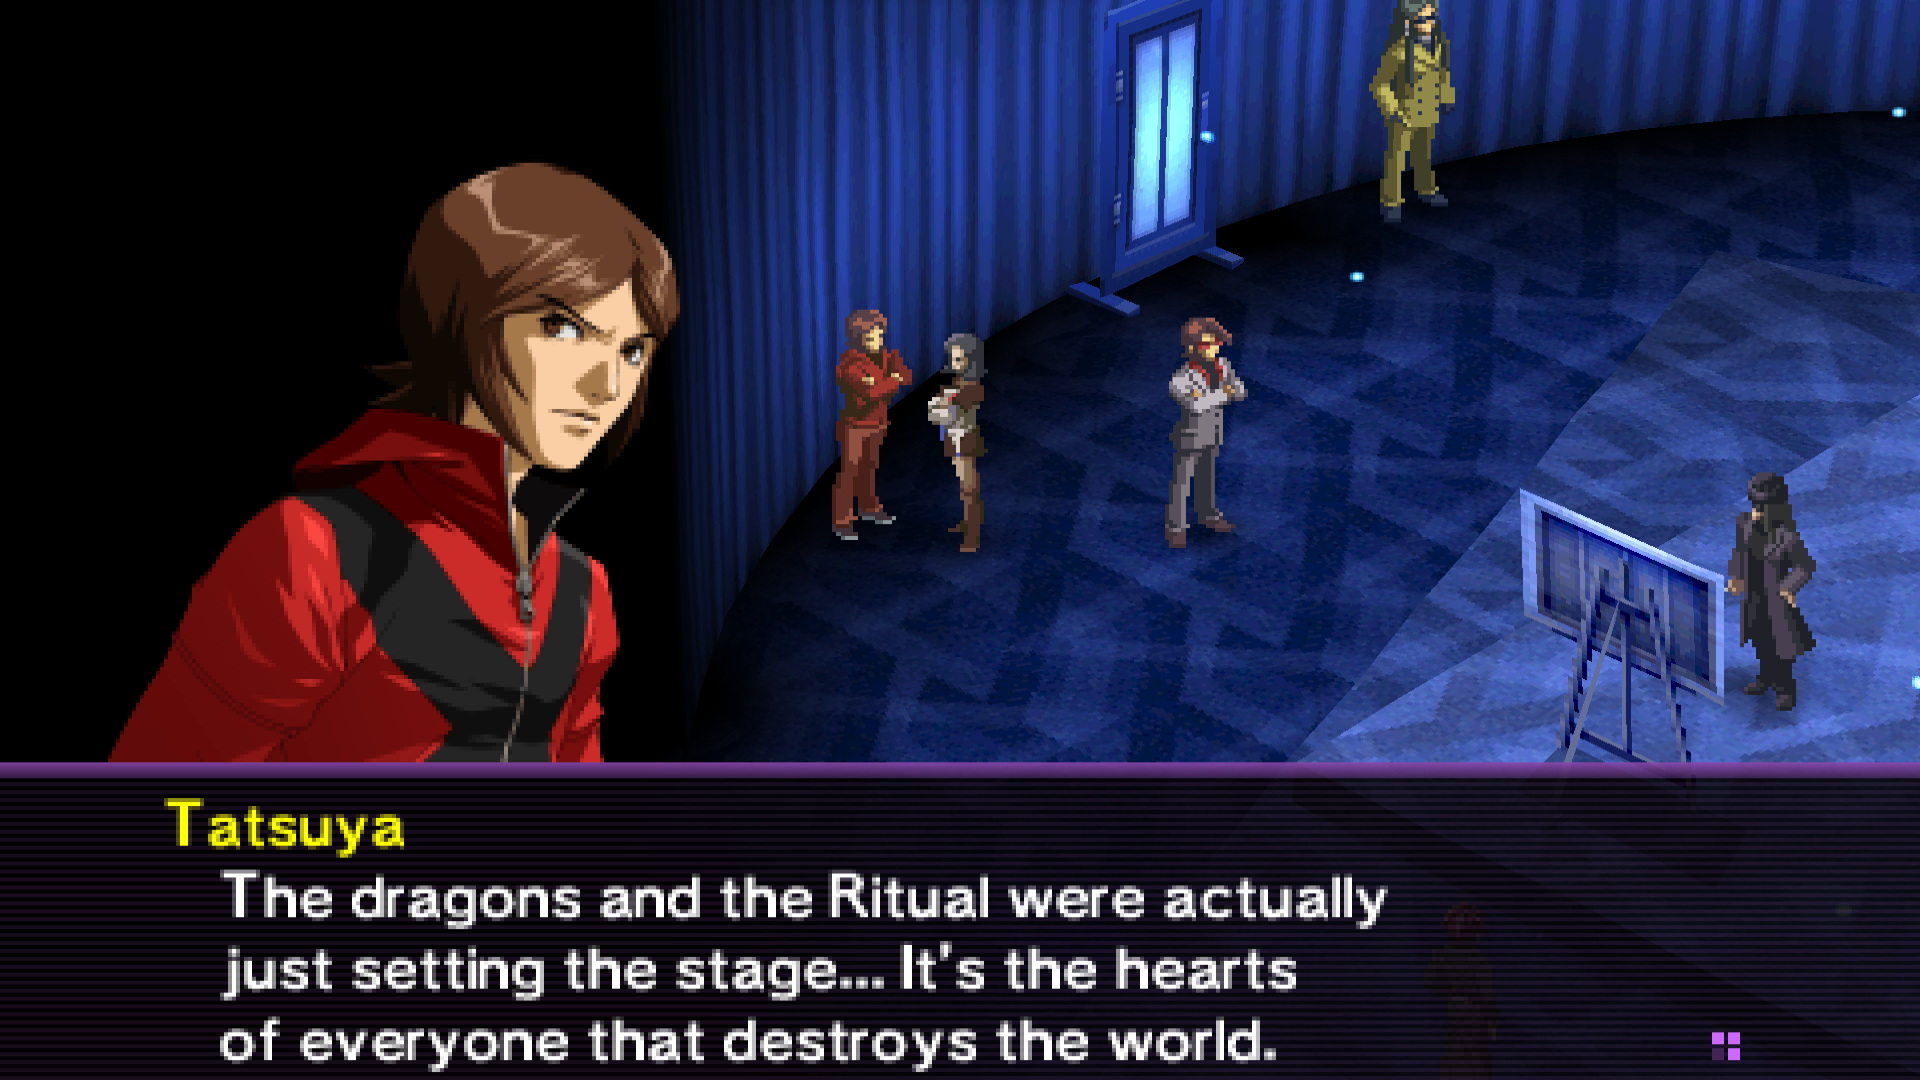 Tatsuya
The dragons and the Ritual were actually
just setting the stage... It's the hearts
of everyone that destroys the world.